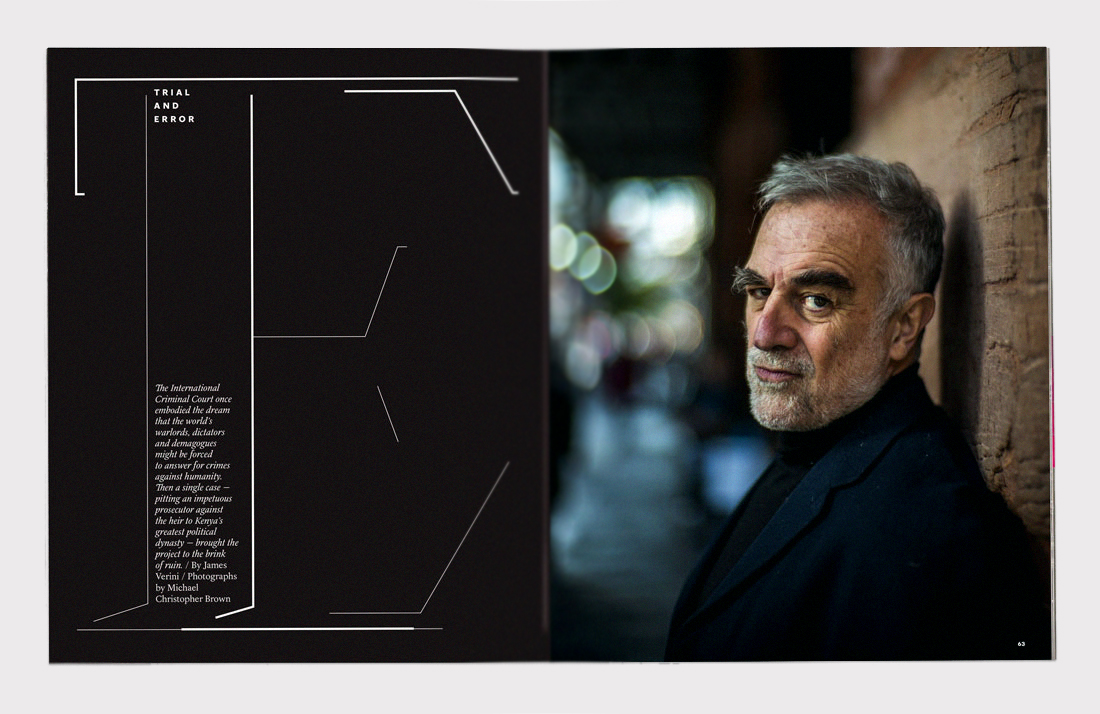 TRIAL
AND
ERROR
The International
Criminal Court once
embodied the dream
that the world's
warlords, dictators
and demagogues
might be forced
to answer for crimes
against humanity.
Then a single case —
pitting an impetuous
prosecutor against
the heir to Kenya's
greatest political
dynasty — brought the
project to the brink
of ruin. / By James
Verini / Photographs
by Michael
Christopher Brown
63